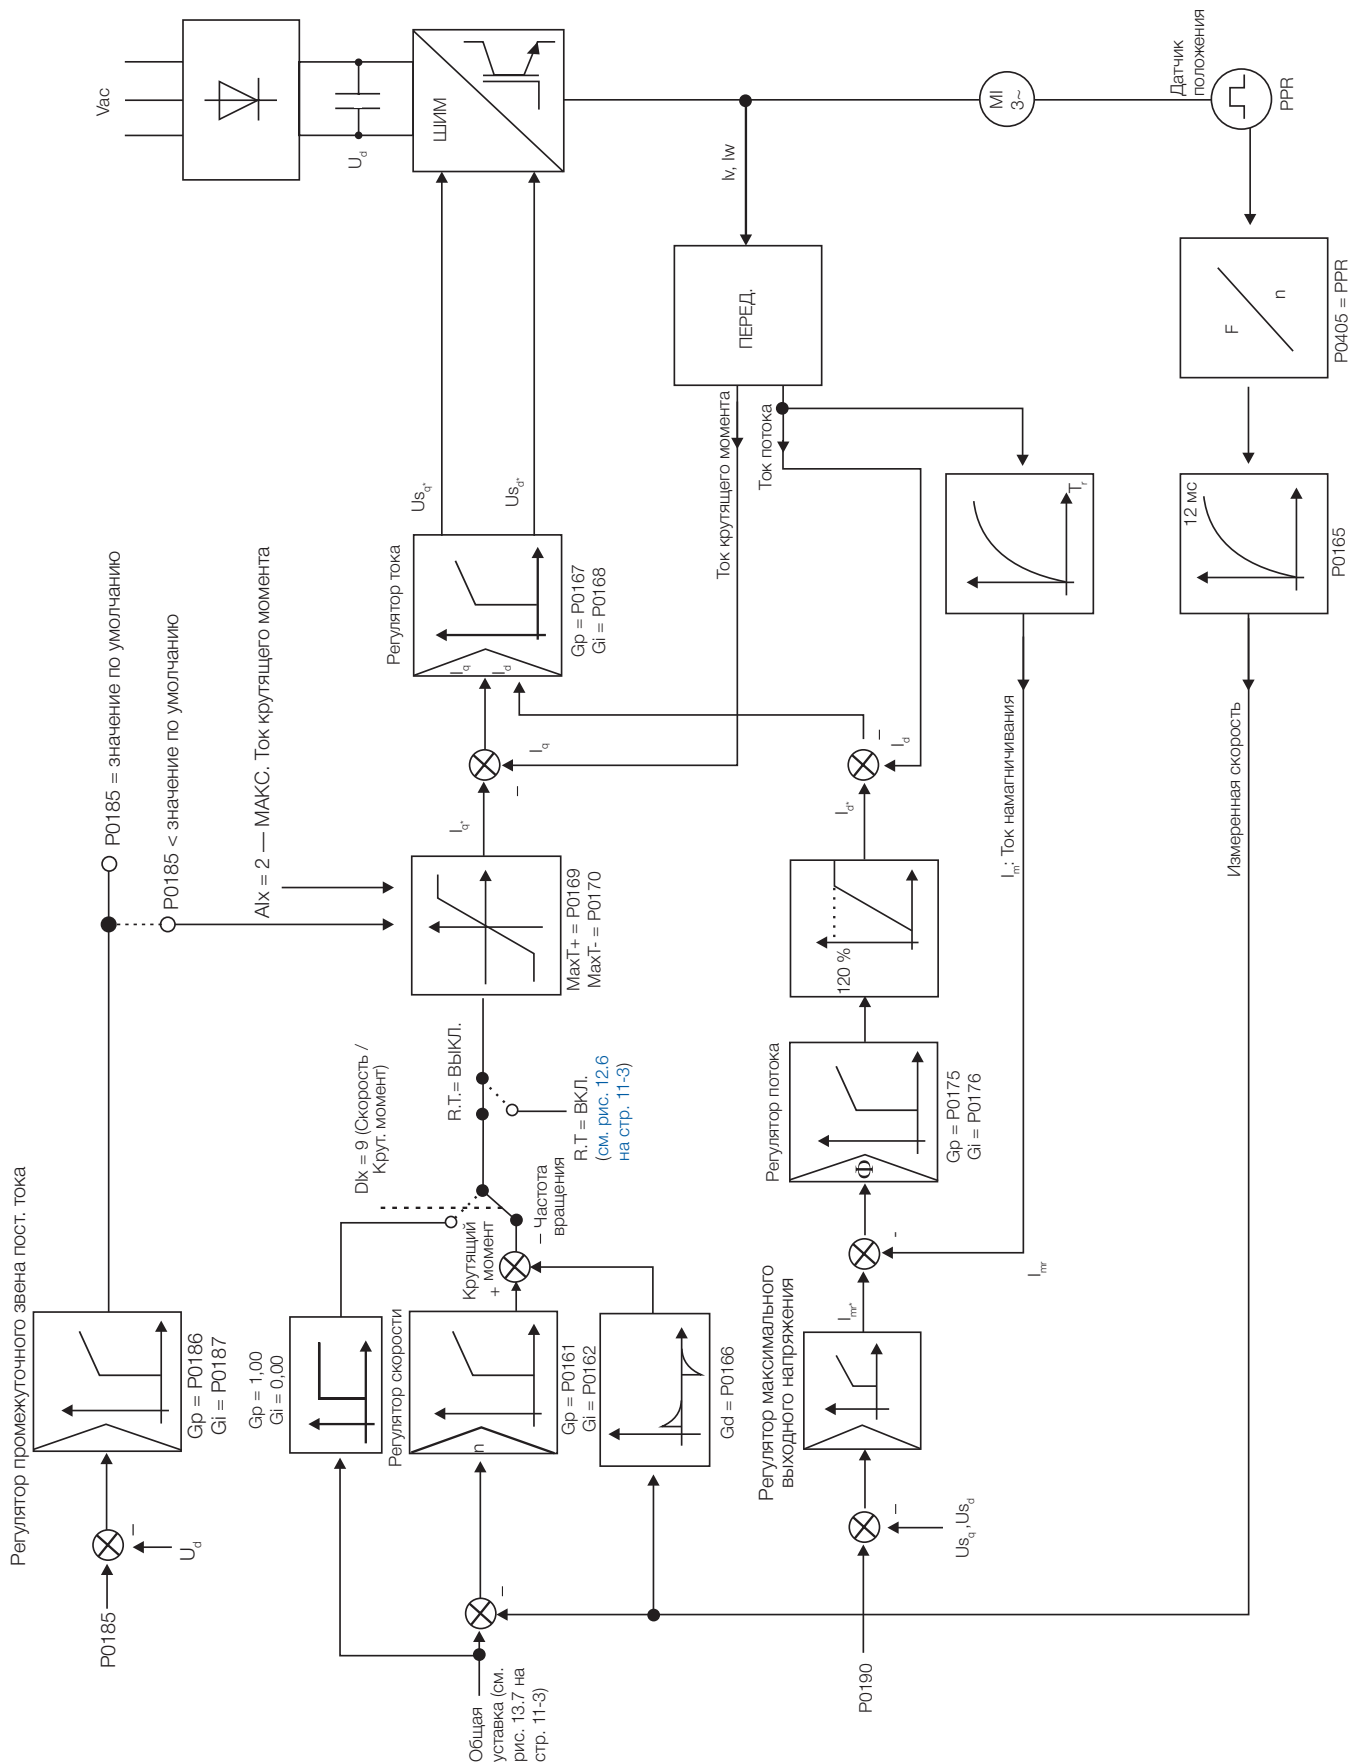 Регулятор промежуточного звена пост. тока
P0185
U_d
–
Gp = P0186
Gi = P0187
P0185 = значение по умолчанию
P0185 < значение по умолчанию
AIx = 2 — МАКС. Ток крутящего момента
Vac
U_d
ШИМ
Общая
уставка (см.
рис. 13.7 на
стр. 11-3)
–
Gp = 1,00
Gi = 0,00
Регулятор скорости
n
Gp = P0161
Gi = P0162
Gd = P0166
Крутящий
момент
+
– Частота
вращения
DIx = 9 (Скорость /
Крут. момент)
R.T.= ВЫКЛ.
R.T = ВКЛ.
(см. рис. 12.6
на стр. 11-3)
MaxT+ = P0169
MaxT- = P0170
I_q*
–
I_q
Регулятор тока
I_q
I_d
Gp = P0167
Gi = P0168
Us_q*
Us_d*
Iv, Iw
ПЕРЕД.
Ток крутящего момента
Ток потока
P0190
Us_q,Us_d
–
Регулятор максимального
выходного напряжения
I_mr*
-
I_mr
Регулятор потока
Φ
Gp = P0175
Gi = P0176
120 %
I_d*
–
I_d
I_m: Ток намагничивания
T_r
MI
3~
Датчик
положения
PPR
F
n
P0405 = PPR
12 мс
P0165
Измеренная скорость